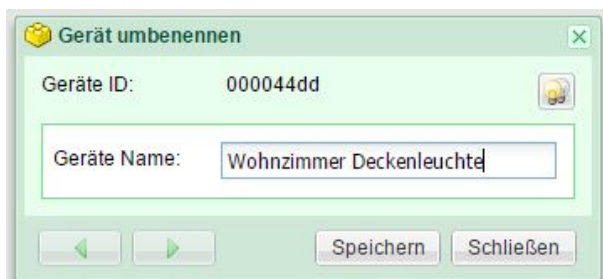 Gerät umbenennen
Geräte ID: 000044dd
Geräte Name: Wohnzimmer Deckenleuchte
Speichern Schließen